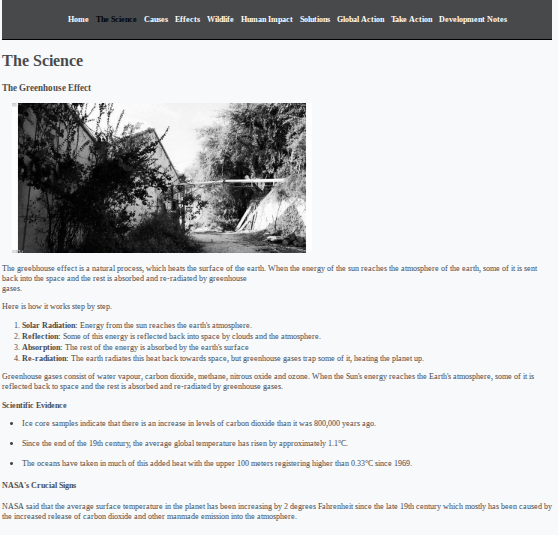 Home The Science Causes Effects Wildlife Human Impact Solutions Global Action Take Action Development Notes
The Science
The Greenhouse Effect
The greebhouse effect is a natural process, which heats the surface of the earth. When the energy of the sun reaches the atmosphere of the earth, some of it is sent
back into the space and the rest is absorbed and re-radiated by greenhouse
gases.
Here is how it works step by step.
1. Solar Radiation: Energy from the sun reaches the earth's atmosphere.
2. Reflection: Some of this energy is reflected back into space by clouds and the atmosphere.
3. Absorption: The rest of the energy is absorbed by the earth's surface
4. Re-radiation: The earth radiates this heat back towards space, but greenhouse gases trap some of it, heating the planet up.
Greenhouse gases consist of water vapour, carbon dioxide, methane, nitrous oxide and ozone. When the Sun's energy reaches the Earth's atmosphere, some of it is
reflected back to space and the rest is absorbed and re-radiated by greenhouse gases.
Scientific Evidence
• Ice core samples indicate that there is an increase in levels of carbon dioxide than it was 800,000 years ago.
• Since the end of the 19th century, the average global temperature has risen by approximately 1.1°C.
• The oceans have taken in much of this added heat with the upper 100 meters registering higher than 0.33°C since 1969.
NASA's Crucial Signs
NASA said that the average surface temperature in the planet has been increasing by 2 degrees Fahrenheit since the late 19th century which mostly has been caused by
the increased release of carbon dioxide and other manmade emission into the atmosphere.